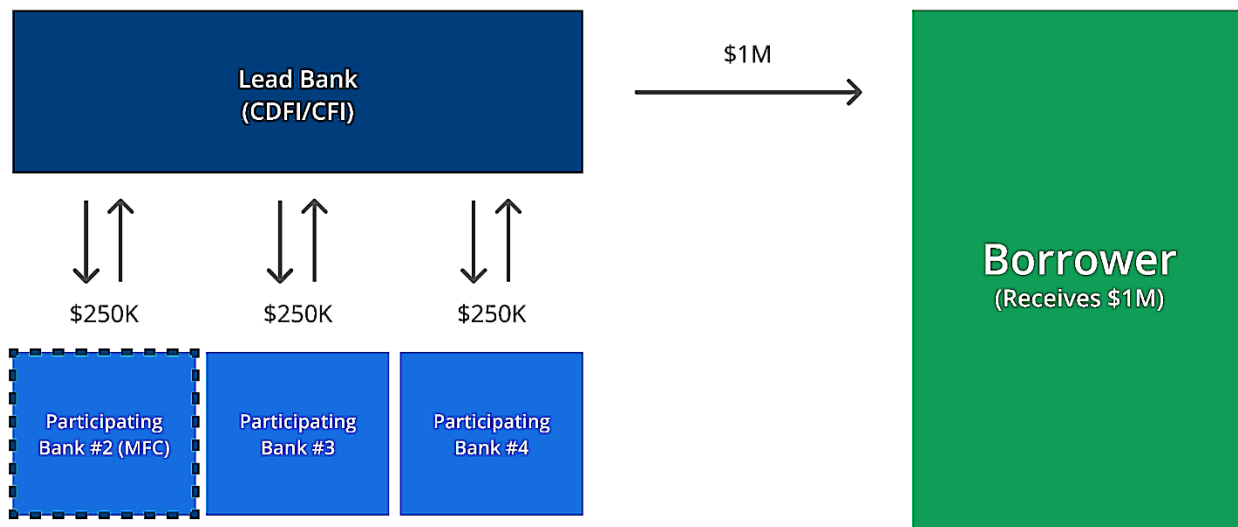 Lead Bank
(CDFI/CFI)
$1M
Borrower
(Receives $1M)
$250K
$250K
$250K
Participating
Bank #2 (MFC)
Participating
Bank #3
Participating
Bank #4